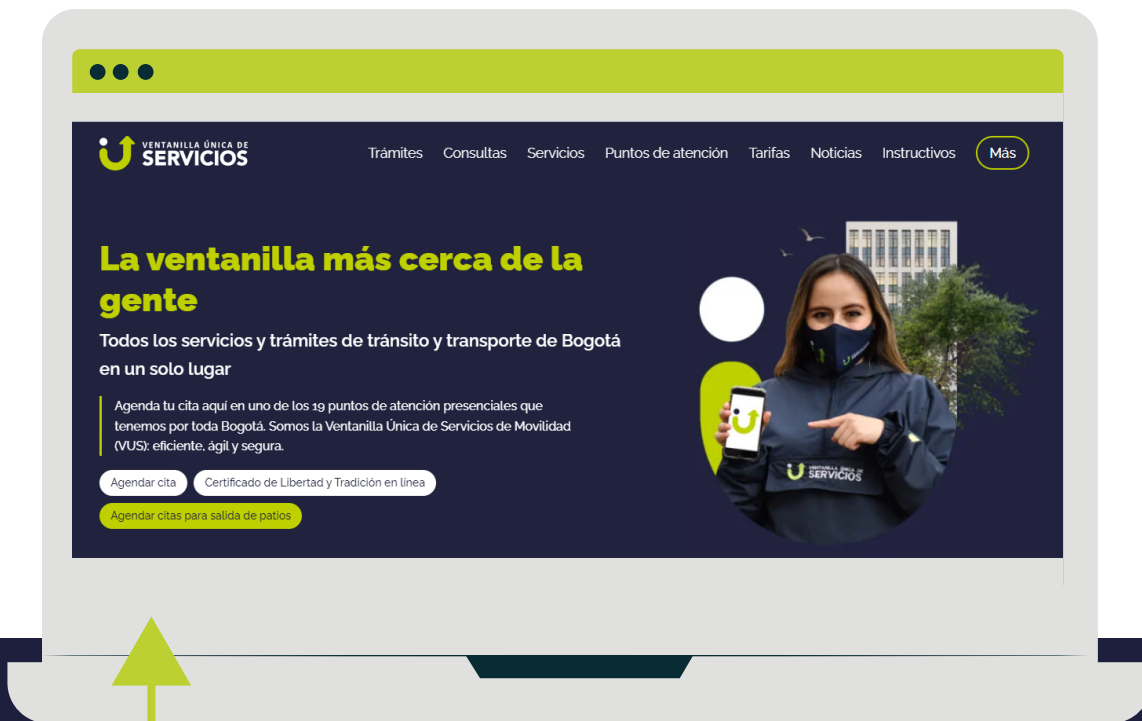 VENTANILLA ÚNICA DE
SERVICIOS
Trámites Consultas Servicios Puntos de atención Tarifas Noticias Instructivos Más
La ventanilla más cerca de la
gente
Todos los servicios y trámites de tránsito y transporte de Bogotá
en un solo lugar
Agenda tu cita aquí en uno de los 19 puntos de atención presenciales que
tenemos por toda Bogotá. Somos la Ventanilla Única de Servicios de Movilidad
(VUS): eficiente, ágil y segura.
Agendar cita Certificado de Libertad y Tradición en línea
Agendar citas para salida de patios
VENTANILLA ÚNICA DE
SERVICIOS